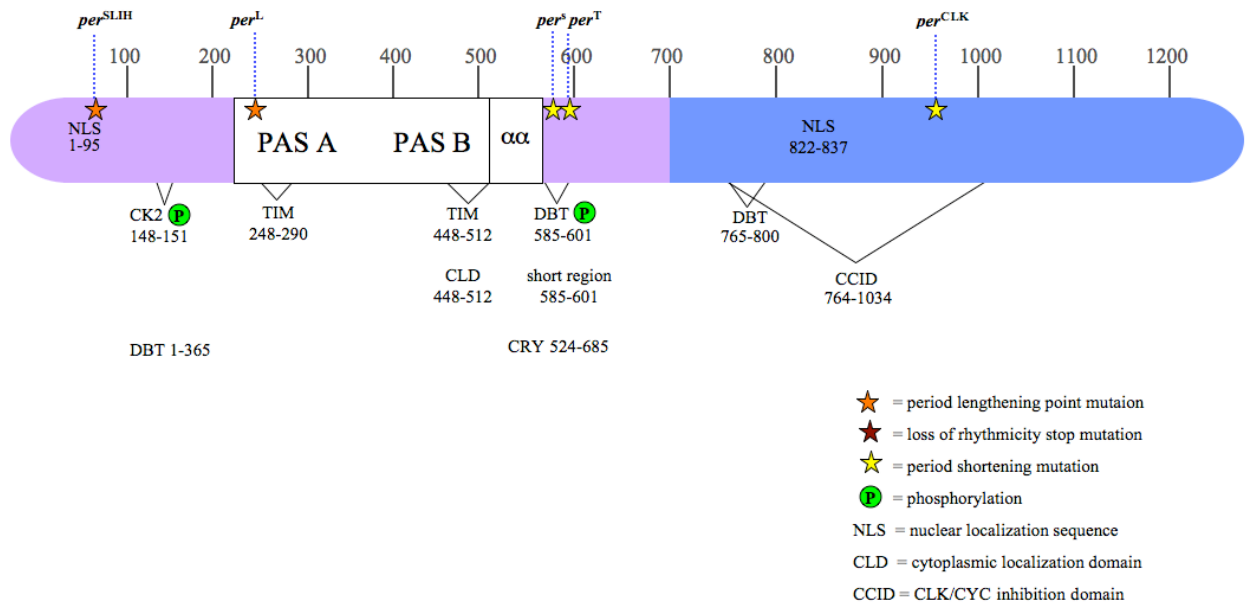 per^SLIH per^L per^s per^T per^CLK
100 200 300 400 500 600 700 800 900 1000 1100 1200
NLS
1-95
PAS A PAS B αα
NLS
822-837
CK2 P
148-151
TIM
248-290
TIM
448-512
DBT P
585-601
DBT
765-800
CLD
448-512
short region
585-601
CCID
764-1034
DBT 1-365
CRY 524-685
= period lengthening point mutaion
= loss of rhythmicity stop mutation
= period shortening mutation
P = phosphorylation
NLS = nuclear localization sequence
CLD = cytoplasmic localization domain
CCID = CLK/CYC inhibition domain